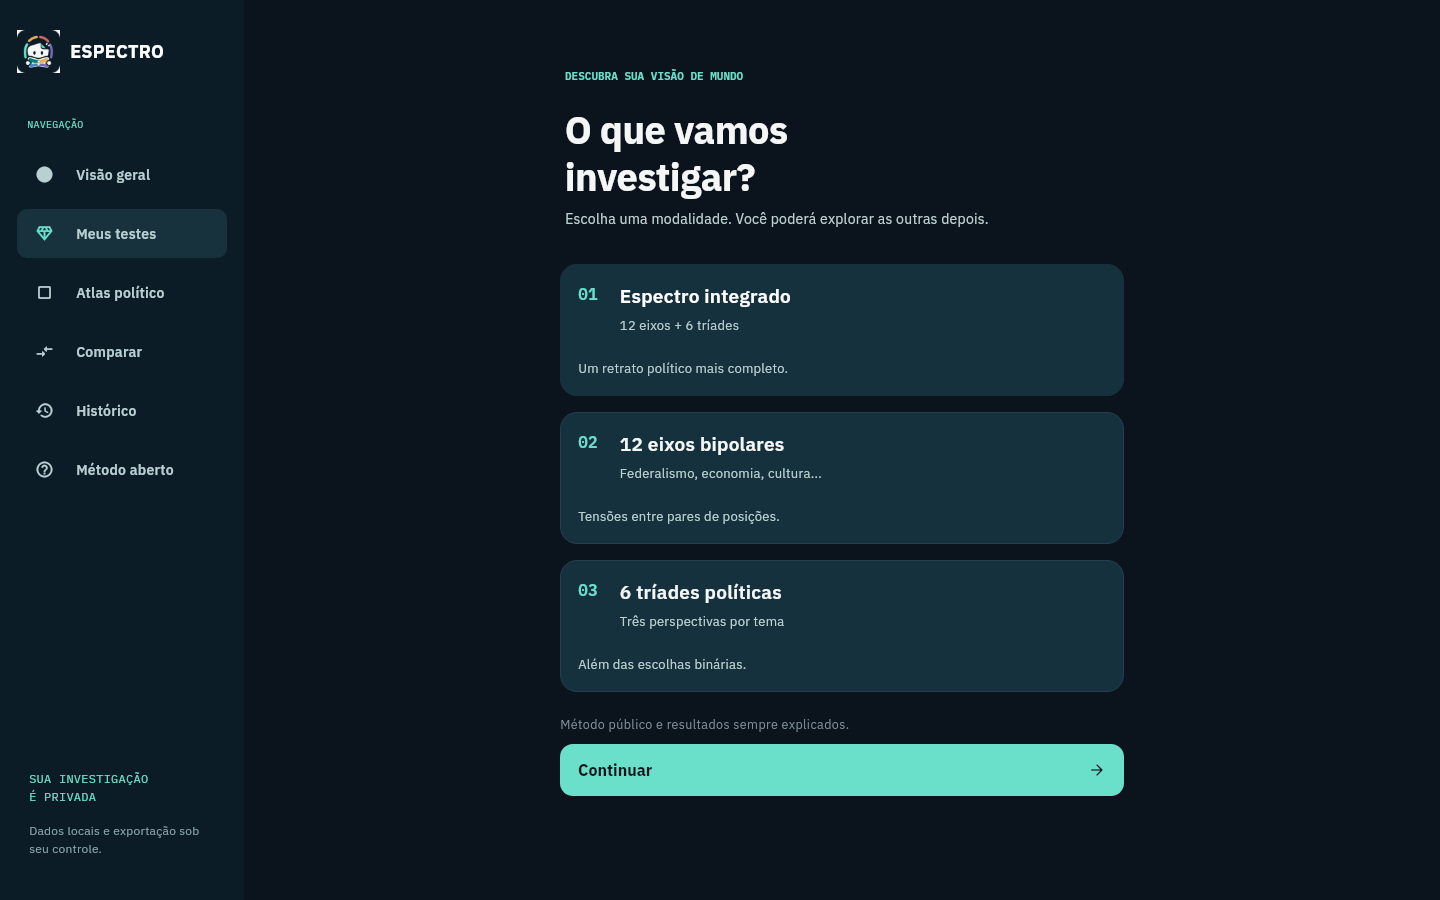 ESPECTRO
NAVEGAÇÃO
Visão geral
Meus testes
Atlas político
Comparar
Histórico
Método aberto
SUA INVESTIGAÇÃO
É PRIVADA
Dados locais e exportação sob
seu controle.
DESCUBRA SUA VISÃO DE MUNDO
O que vamos
investigar?
Escolha uma modalidade. Você poderá explorar as outras depois.
01 Espectro integrado
12 eixos + 6 tríades
Um retrato político mais completo.
02 12 eixos bipolares
Federalismo, economia, cultura...
Tensões entre pares de posições.
03 6 tríades políticas
Três perspectivas por tema
Além das escolhas binárias.
Método público e resultados sempre explicados.
Continuar